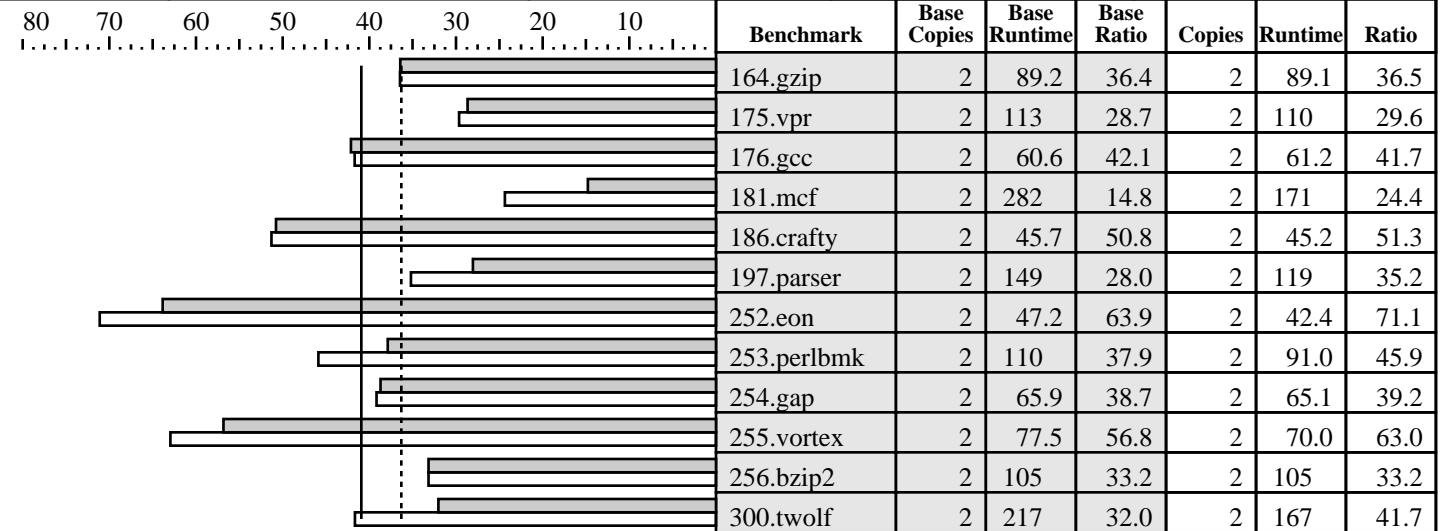 80 70 60 50 40 30 20 10
Benchmark Base Copies Base Runtime Base Ratio Copies Runtime Ratio
164.gzip 2 89.2 36.4 2 89.1 36.5
175.vpr 2 113 28.7 2 110 29.6
176.gcc 2 60.6 42.1 2 61.2 41.7
181.mcf 2 282 14.8 2 171 24.4
186.crafty 2 45.7 50.8 2 45.2 51.3
197.parser 2 149 28.0 2 119 35.2
252.eon 2 47.2 63.9 2 42.4 71.1
253.perlbmk 2 110 37.9 2 91.0 45.9
254.gap 2 65.9 38.7 2 65.1 39.2
255.vortex 2 77.5 56.8 2 70.0 63.0
256.bzip2 2 105 33.2 2 105 33.2
300.twolf 2 217 32.0 2 167 41.7